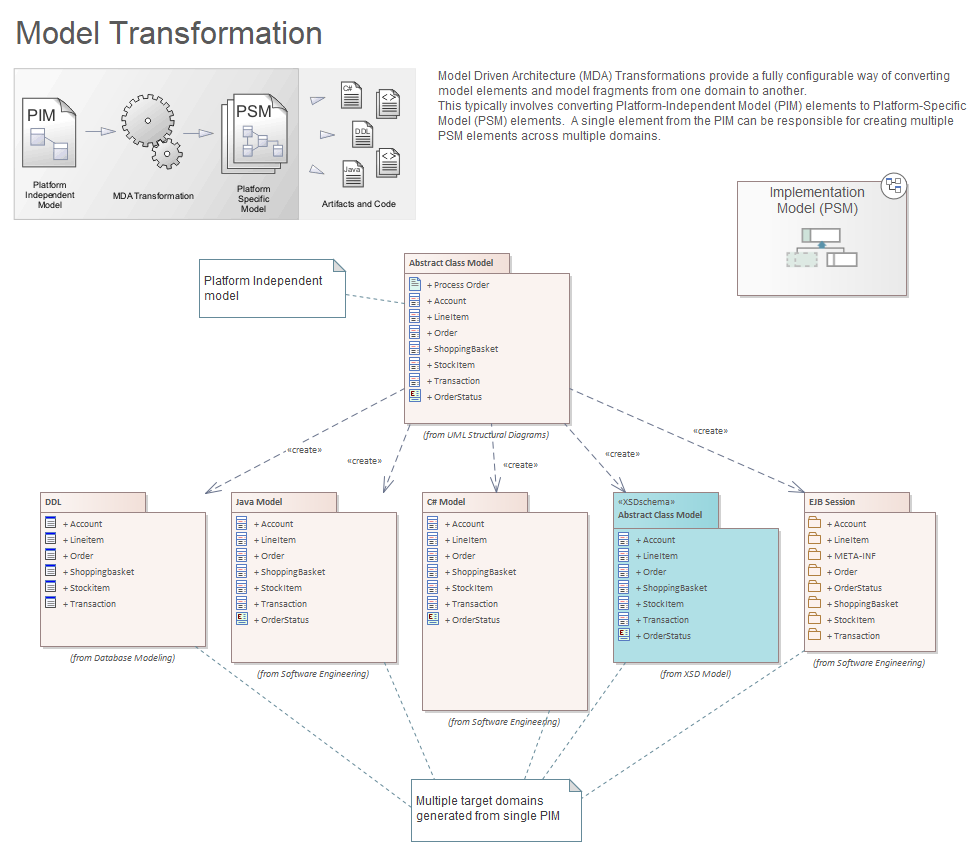 Model Transformation
PIM
PSM
C#
<>
DDL
<>
Java
Platform
Independent
Model
MDA Transformation
Platform
Specific
Model
Artifacts and Code
Model Driven Architecture (MDA) Transformations provide a fully configurable way of converting
model elements and model fragments from one domain to another.
This typically involves converting Platform-Independent Model (PIM) elements to Platform-Specific
Model (PSM) elements.  A single element from the PIM can be responsible for creating multiple
PSM elements across multiple domains.
Implementation
Model (PSM)
Platform Independent
model
Abstract Class Model
+ Process Order
+ Account
+ LineItem
+ Order
+ ShoppingBasket
+ StockItem
+ Transaction
+ OrderStatus
(from UML Structural Diagrams)
«create»
«create»
«create»
«create»
«create»
DDL
+ Account
+ Lineitem
+ Order
+ Shoppingbasket
+ Stockitem
+ Transaction
(from Database Modeling)
Java Model
+ Account
+ LineItem
+ Order
+ ShoppingBasket
+ StockItem
+ Transaction
+ OrderStatus
(from Software Engineering)
C# Model
+ Account
+ LineItem
+ Order
+ ShoppingBasket
+ StockItem
+ Transaction
+ OrderStatus
(from Software Engineering)
«XSDschema»
Abstract Class Model
+ Account
+ LineItem
+ Order
+ ShoppingBasket
+ StockItem
+ Transaction
+ OrderStatus
(from XSD Model)
EJB Session
+ Account
+ LineItem
+ META-INF
+ Order
+ OrderStatus
+ ShoppingBasket
+ StockItem
+ Transaction
(from Software Engineering)
Multiple target domains
generated from single PIM